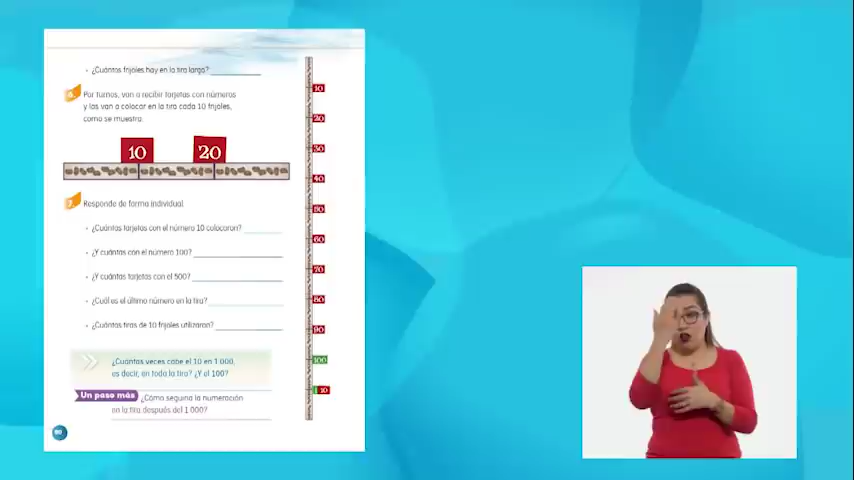 • ¿Cuántos frijoles hay en la tira larga?
6. Por turnos, van a recibir tarjetas con números
y las van a colocar en la tira cada 10 frijoles,
como se muestra.
10 20
7. Responde de forma individual.
• ¿Cuántas tarjetas con el número 10 colocaron?
• ¿Y cuántas con el número 100?
• ¿Y cuántas tarjetas con el 500?
• ¿Cuál es el último número en la tira?
• ¿Cuántas tiras de 10 frijoles utilizaron?
¿Cuántas veces cabe el 10 en 1 000,
es decir, en toda la tira? ¿Y el 100?
Un paso más ¿Cómo seguiría la numeración
en la tira después del 1 000?
10
20
30
40
50
60
70
80
90
100
10